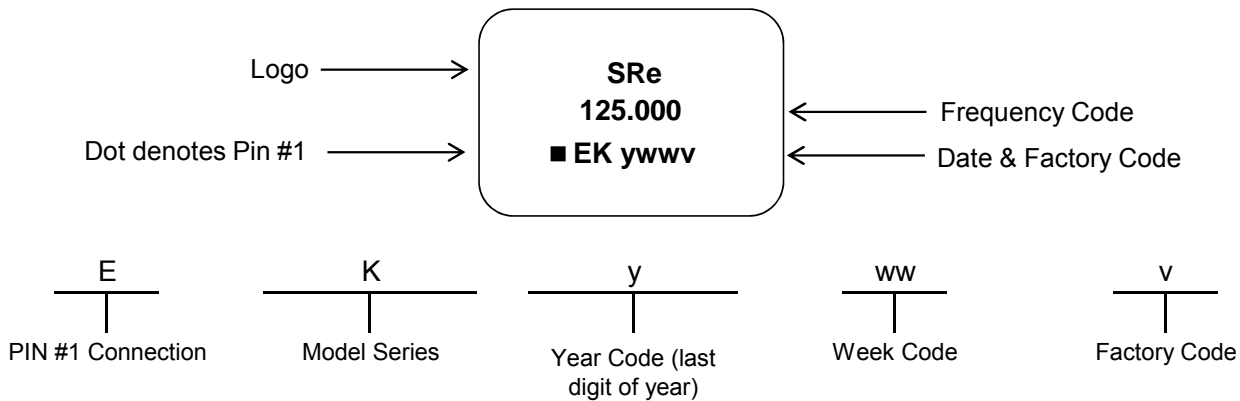 Logo
SRe
125.000
Frequency Code
Dot denotes Pin #1
■ EK ywwv
Date & Factory Code
E
K
y
ww
v
PIN #1 Connection
Model Series
Year Code (last
digit of year)
Week Code
Factory Code